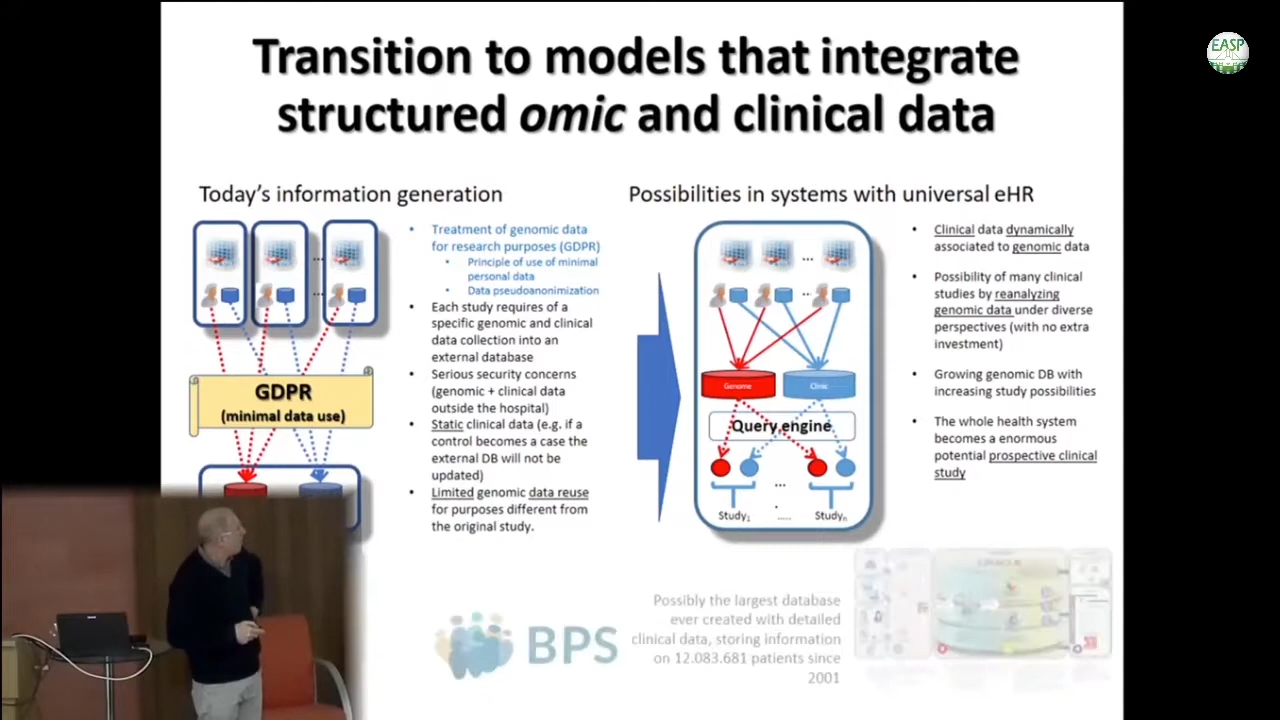 EASP
Transition to models that integrate
structured omic and clinical data
Today's information generation
GDPR
(minimal data use)
• Treatment of genomic data
for research purposes (GDPR)
• Principle of use of minimal
personal data
• Data pseudoanonimization
• Each study requires of a
specific genomic and clinical
data collection into an
external database
• Serious security concerns
(genomic + clinical data
outside the hospital)
• Static clinical data (e.g. if a
control becomes a case the
external DB will not be
updated)
• Limited genomic data reuse
for purposes different from
the original study.
Possibilities in systems with universal eHR
...
Genome
Clinic
Query engine
...
Study1
.....
Studyn
• Clinical data dynamically
associated to genomic data
• Possibility of many clinical
studies by reanalyzing
genomic data under diverse
perspectives (with no extra
investment)
• Growing genomic DB with
increasing study possibilities
• The whole health system
becomes a enormous
potential prospective clinical
study
BPS
Possibly the largest database
ever created with detailed
clinical data, storing information
on 12.083.681 patients since
2001